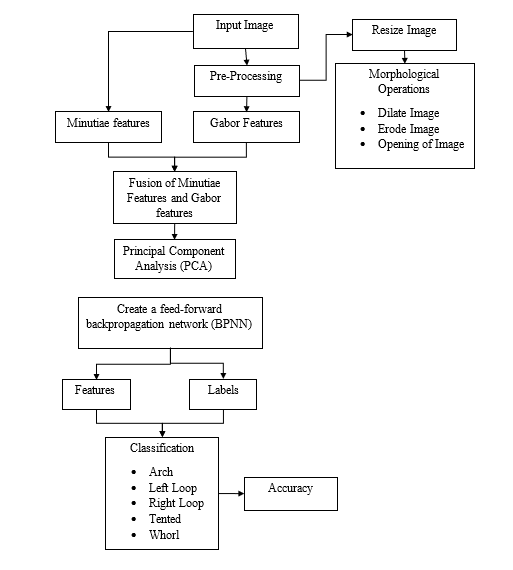 Input Image
Resize Image
Pre-Processing
Morphological
Operations
• Dilate Image
• Erode Image
• Opening of Image
Minutiae features
Gabor Features
Fusion of Minutiae
Features and Gabor
features
Principal Component
Analysis (PCA)
Create a feed-forward
backpropagation network (BPNN)
Features
Labels
Classification
• Arch
• Left Loop
• Right Loop
• Tented
• Whorl
Accuracy